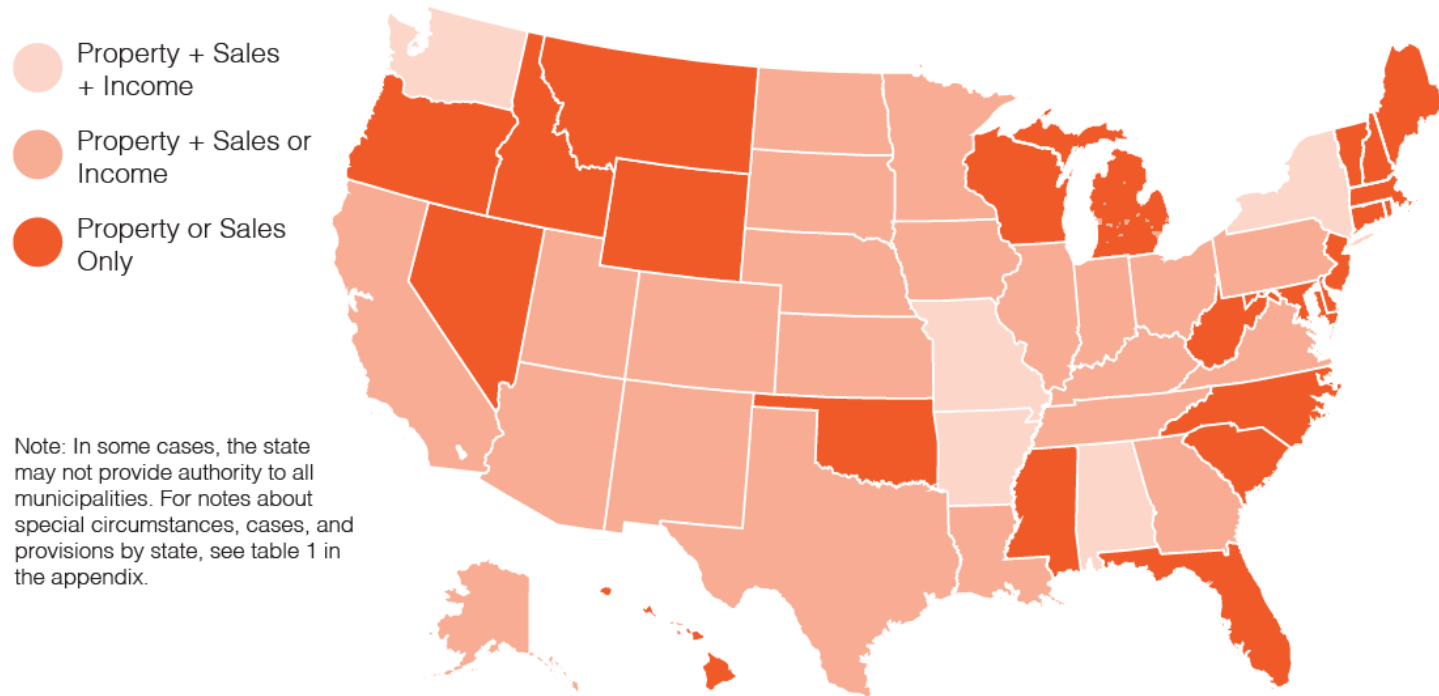 Property + Sales
+ Income
Property + Sales or
Income
Property or Sales
Only
Note: In some cases, the state
may not provide authority to all
municipalities. For notes about
special circumstances, cases, and
provisions by state, see table 1 in
the appendix.